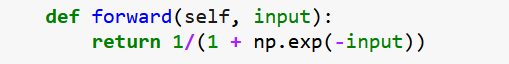 def forward(self, input):
    return 1/(1 + np.exp(-input))